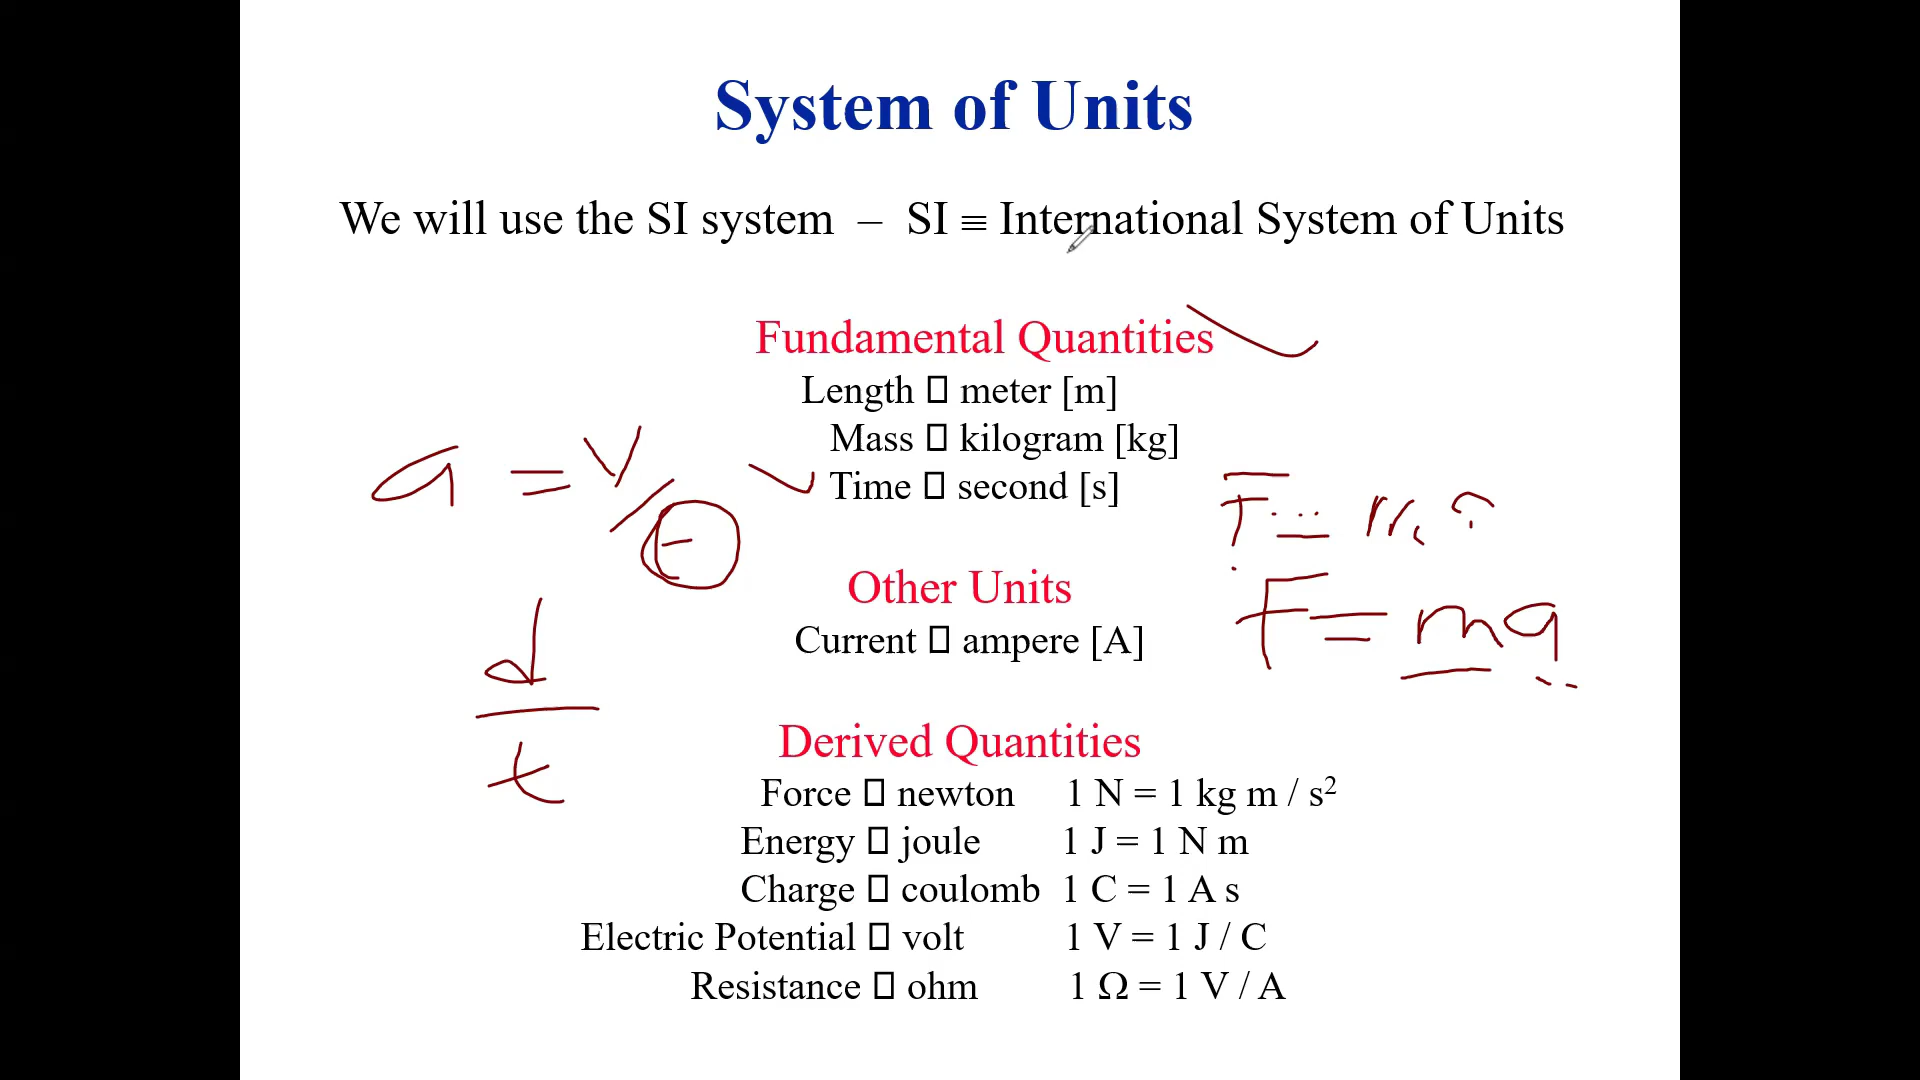 System of Units
We will use the SI system – SI ≡ International System of Units
Fundamental Quantities
Length  meter [m]
Mass  kilogram [kg]
Time  second [s]
a = v/t
F = m
F = ma
Other Units
Current  ampere [A]
d
t
Derived Quantities
Force  newton 1 N = 1 kg m / s²
Energy  joule 1 J = 1 N m
Charge  coulomb 1 C = 1 A s
Electric Potential  volt 1 V = 1 J / C
Resistance  ohm 1 Ω = 1 V / A